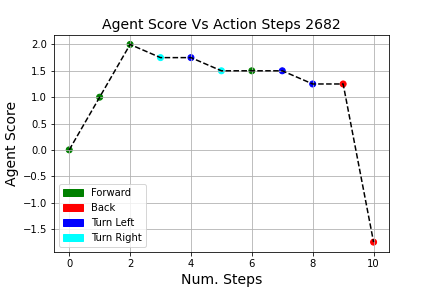 Agent Score Vs Action Steps 2682
2.0
1.5
1.0
0.5
0.0
−0.5
−1.0
−1.5
Agent Score
Forward
Back
Turn Left
Turn Right
0 2 4 6 8 10
Num. Steps